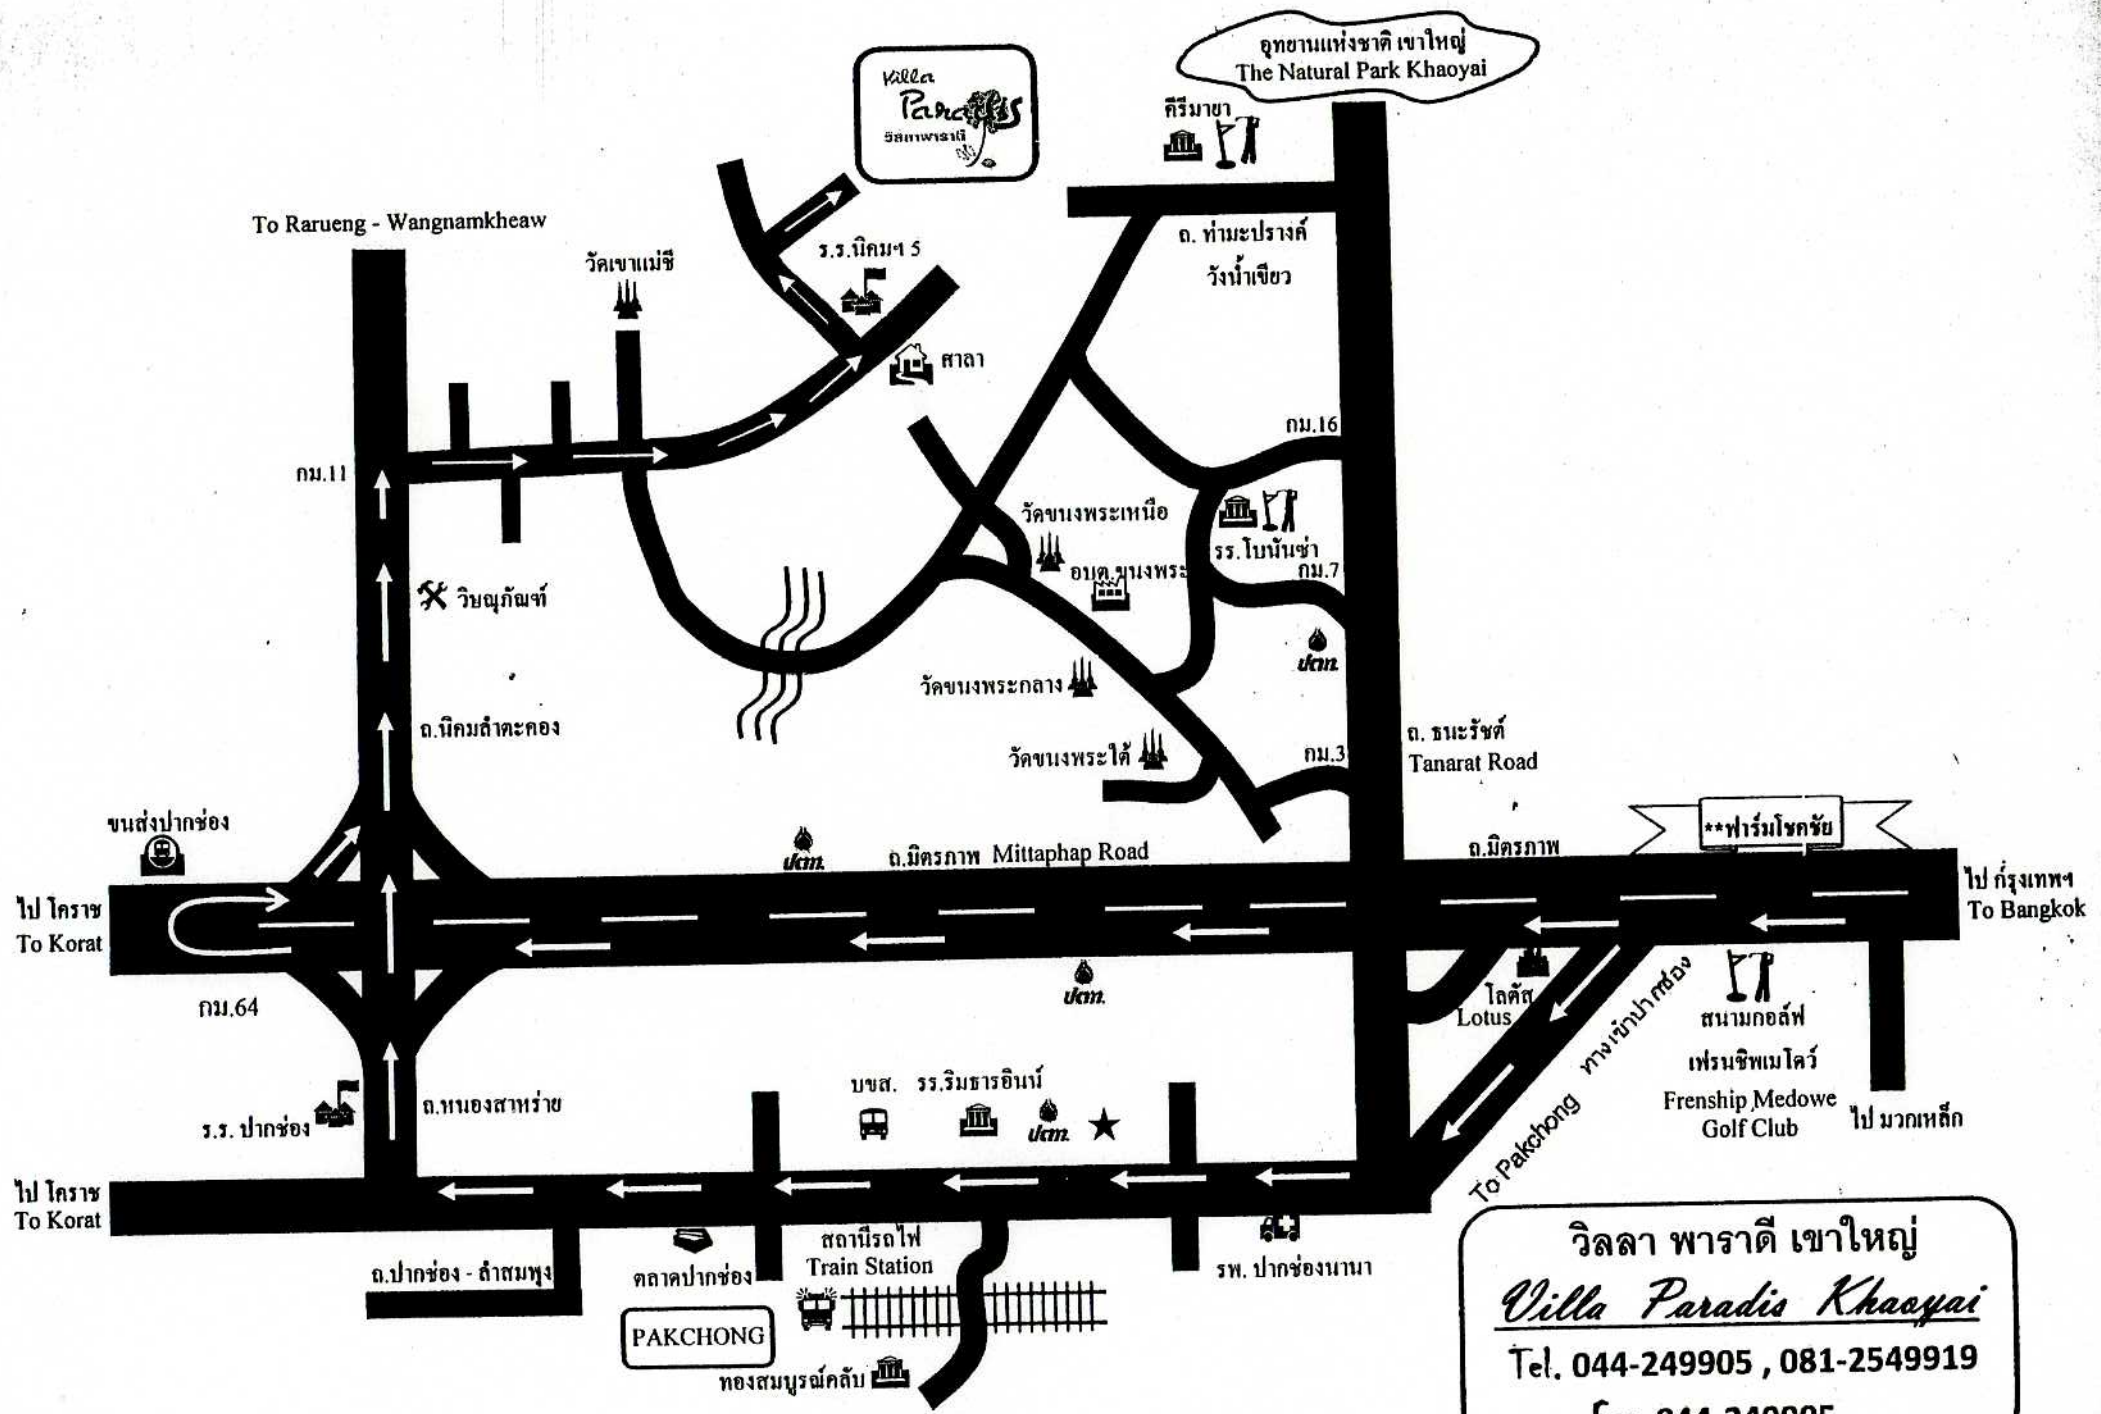 อุทยานแห่งชาติ เขาใหญ่
The Natural Park Khaoyai
Villa
Paradis
วิลลาพาราดี
คีรีมายา
To Rarueng - Wangnamkheaw
วัดเขาแม่ชี
ร.ร.นิคมฯ 5
ถ. ท่ามะปรางค์
วังน้ำเขียว
ศาลา
กม.16
กม.11
วัดขนงพระเหนือ
รร.โบนันซ่า
อบต.ขนงพระ
กม.7
วิษณุภัณฑ์
ปตท.
วัดขนงพระกลาง
ถ.นิคมลำตะคอง
วัดขนงพระใต้
กม.3
ถ. ธนะรัชต์
Tanarat Road
ขนส่งปากช่อง
ปตท.
ถ.มิตรภาพ Mittaphap Road
ถ.มิตรภาพ
**ฟาร์มโชคชัย
ไป โคราช
To Korat
ไป กรุงเทพฯ
To Bangkok
กม.64
ปตท.
โลตัส
Lotus
ทางเข้าปากช่อง
To Pakchong
สนามกอล์ฟ
เฟรนชิพเมโดว์
Frenship Medowe
Golf Club
ไป มวกเหล็ก
ร.ร. ปากช่อง
ถ.หนองสาหร่าย
บขส.
รร.ริมธารอินน์
ปตท.
ไป โคราช
To Korat
ถ.ปากช่อง - ลำสมพุง
ตลาดปากช่อง
สถานีรถไฟ
Train Station
รพ. ปากช่องนานา
PAKCHONG
ทองสมบูรณ์คลับ
วิลลา พาราดี เขาใหญ่
Villa Paradis Khaoyai
Tel. 044-249905 , 081-2549919